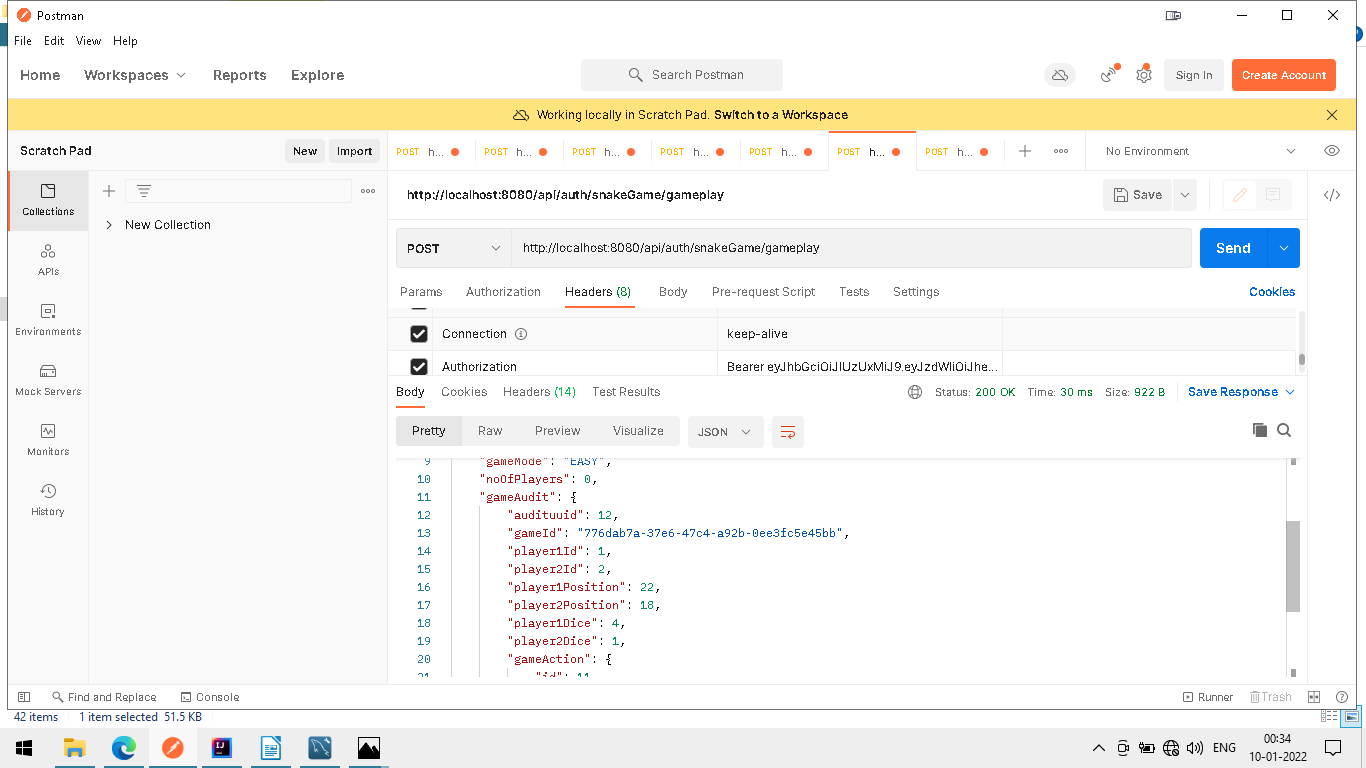 Postman
File Edit View Help
Home Workspaces Reports Explore Search Postman Sign In Create Account
Working locally in Scratch Pad. Switch to a Workspace
Scratch Pad New Import POST h... POST h... POST h... POST h... POST h... POST h... POST h... No Environment
Collections
New Collection
APIs
Environments
Mock Servers
Monitors
History
http://localhost:8080/api/auth/snakeGame/gameplay Save
POST http://localhost:8080/api/auth/snakeGame/gameplay Send
Params Authorization Headers (8) Body Pre-request Script Tests Settings Cookies
Connection keep-alive
Authorization Bearer eyJhbGciOiJIUzUxMiJ9.eyJzdWIiOiJhe...
Body Cookies Headers (14) Test Results Status: 200 OK Time: 30 ms Size: 922 B Save Response
Pretty Raw Preview Visualize JSON
9 "gameMode": "EASY",
10 "noOfPlayers": 0,
11 "gameAudit": {
12 "audituuid": 12,
13 "gameId": "776dab7a-37e6-47c4-a92b-0ee3fc5e45bb",
14 "player1Id": 1,
15 "player2Id": 2,
16 "player1Position": 22,
17 "player2Position": 18,
18 "player1Dice": 4,
19 "player2Dice": 1,
20 "gameAction": {
21 "id": 11,
Find and Replace Console Runner Trash
42 items 1 item selected 51.5 KB
ENG 00:34
10-01-2022